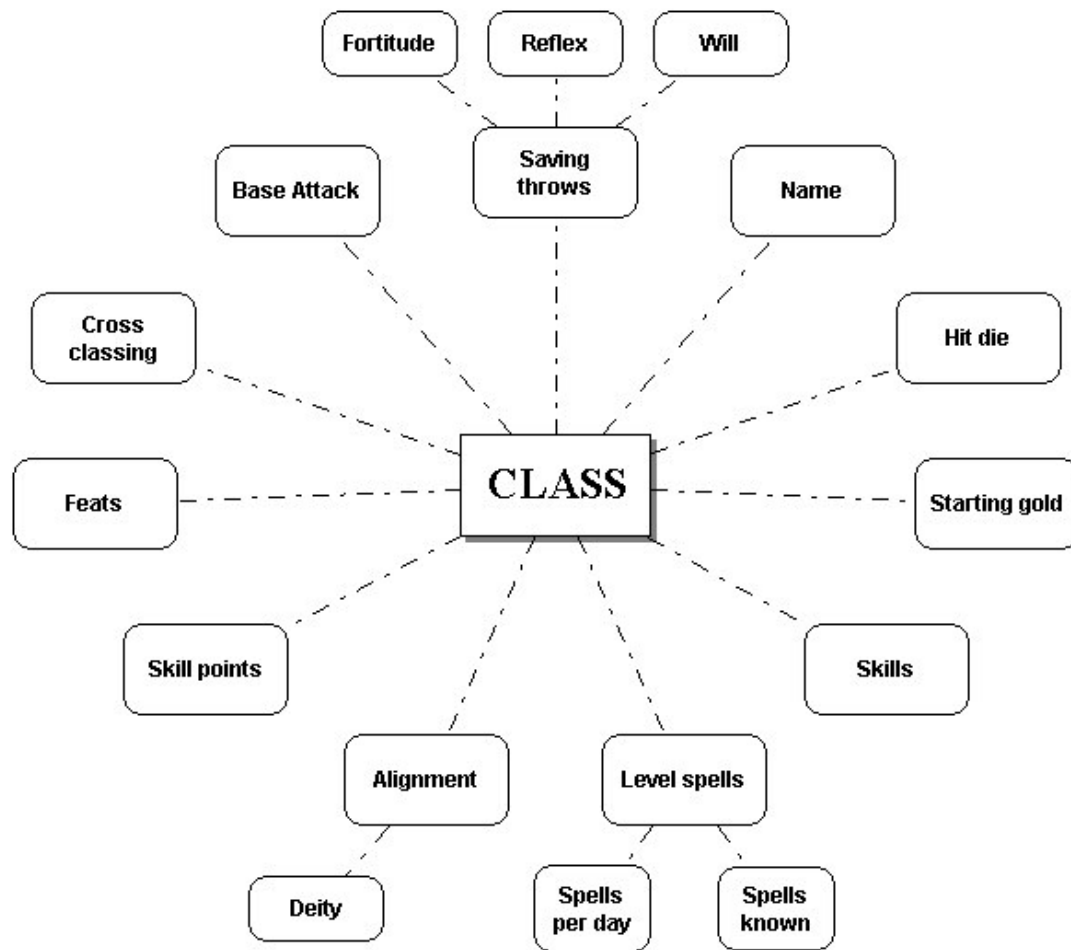 Fortitude
Reflex
Will
Saving
throws
Base Attack
Name
Cross
classing
Hit die
CLASS
Feats
Starting gold
Skill points
Skills
Alignment
Level spells
Deity
Spells
per day
Spells
known